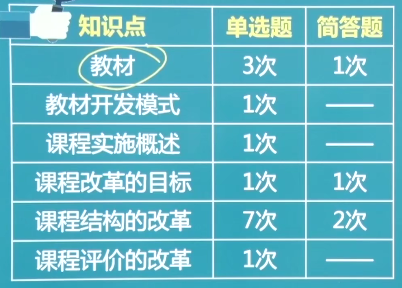 知识点 单选题 简答题
教材 3次 1次
教材开发模式 1次 ——
课程实施概述 1次 ——
课程改革的目标 1次 1次
课程结构的改革 7次 2次
课程评价的改革 1次 ——